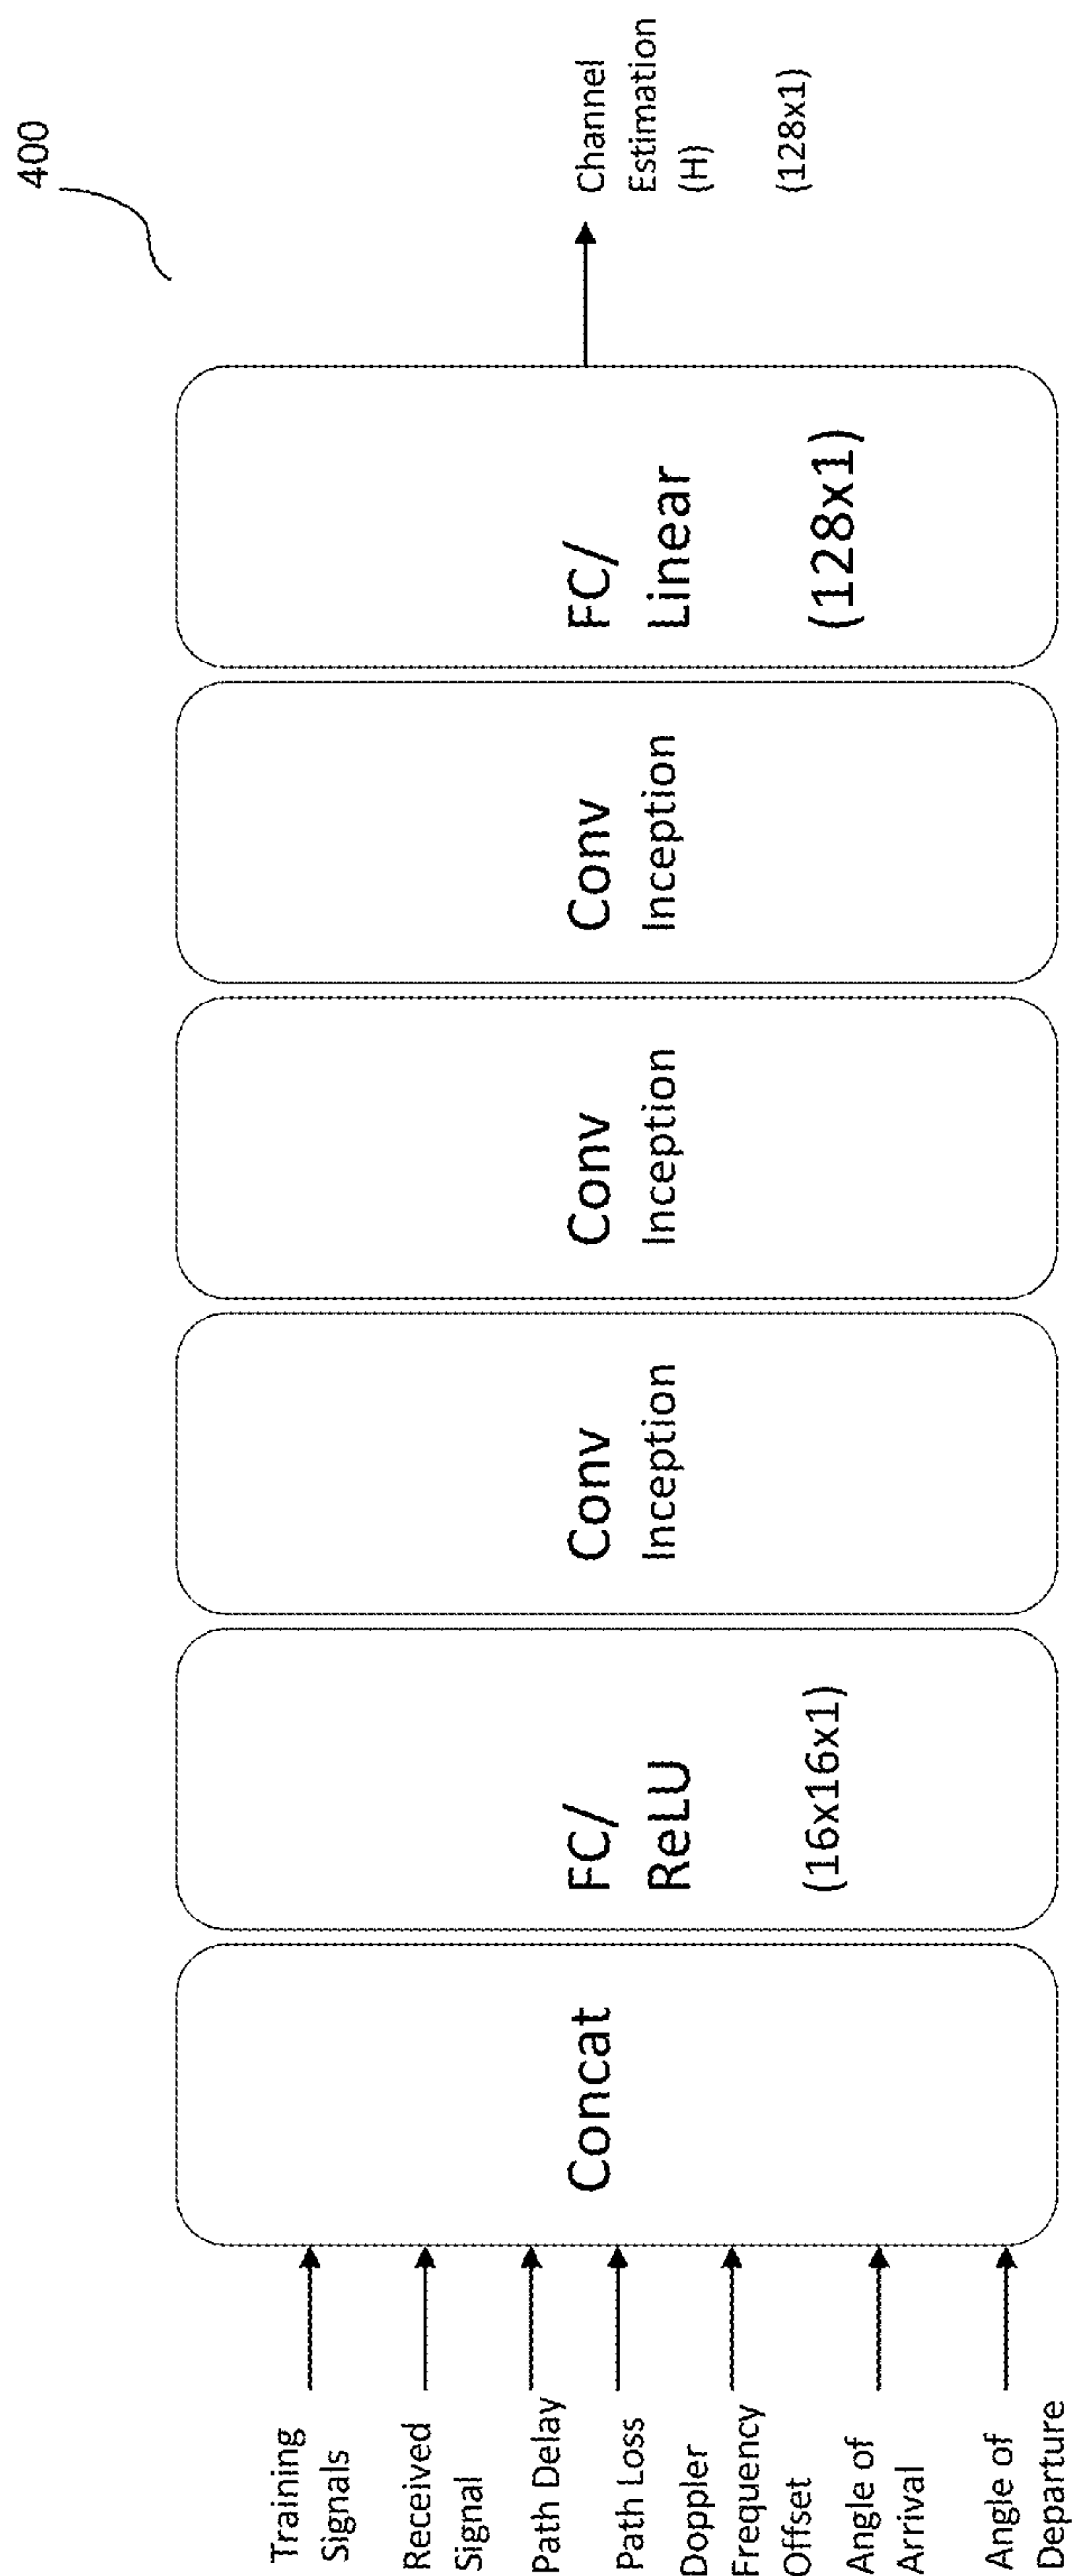 400
Training
Signals
Received
Signal
Path Delay
Path Loss
Doppler
Frequency
Offset
Angle of
Arrival
Angle of
Departure
Concat
FC/
ReLU
(16x16x1)
Conv
Inception
Conv
Inception
Conv
Inception
FC/
Linear
(128x1)
Channel
Estimation
(H)
(128x1)